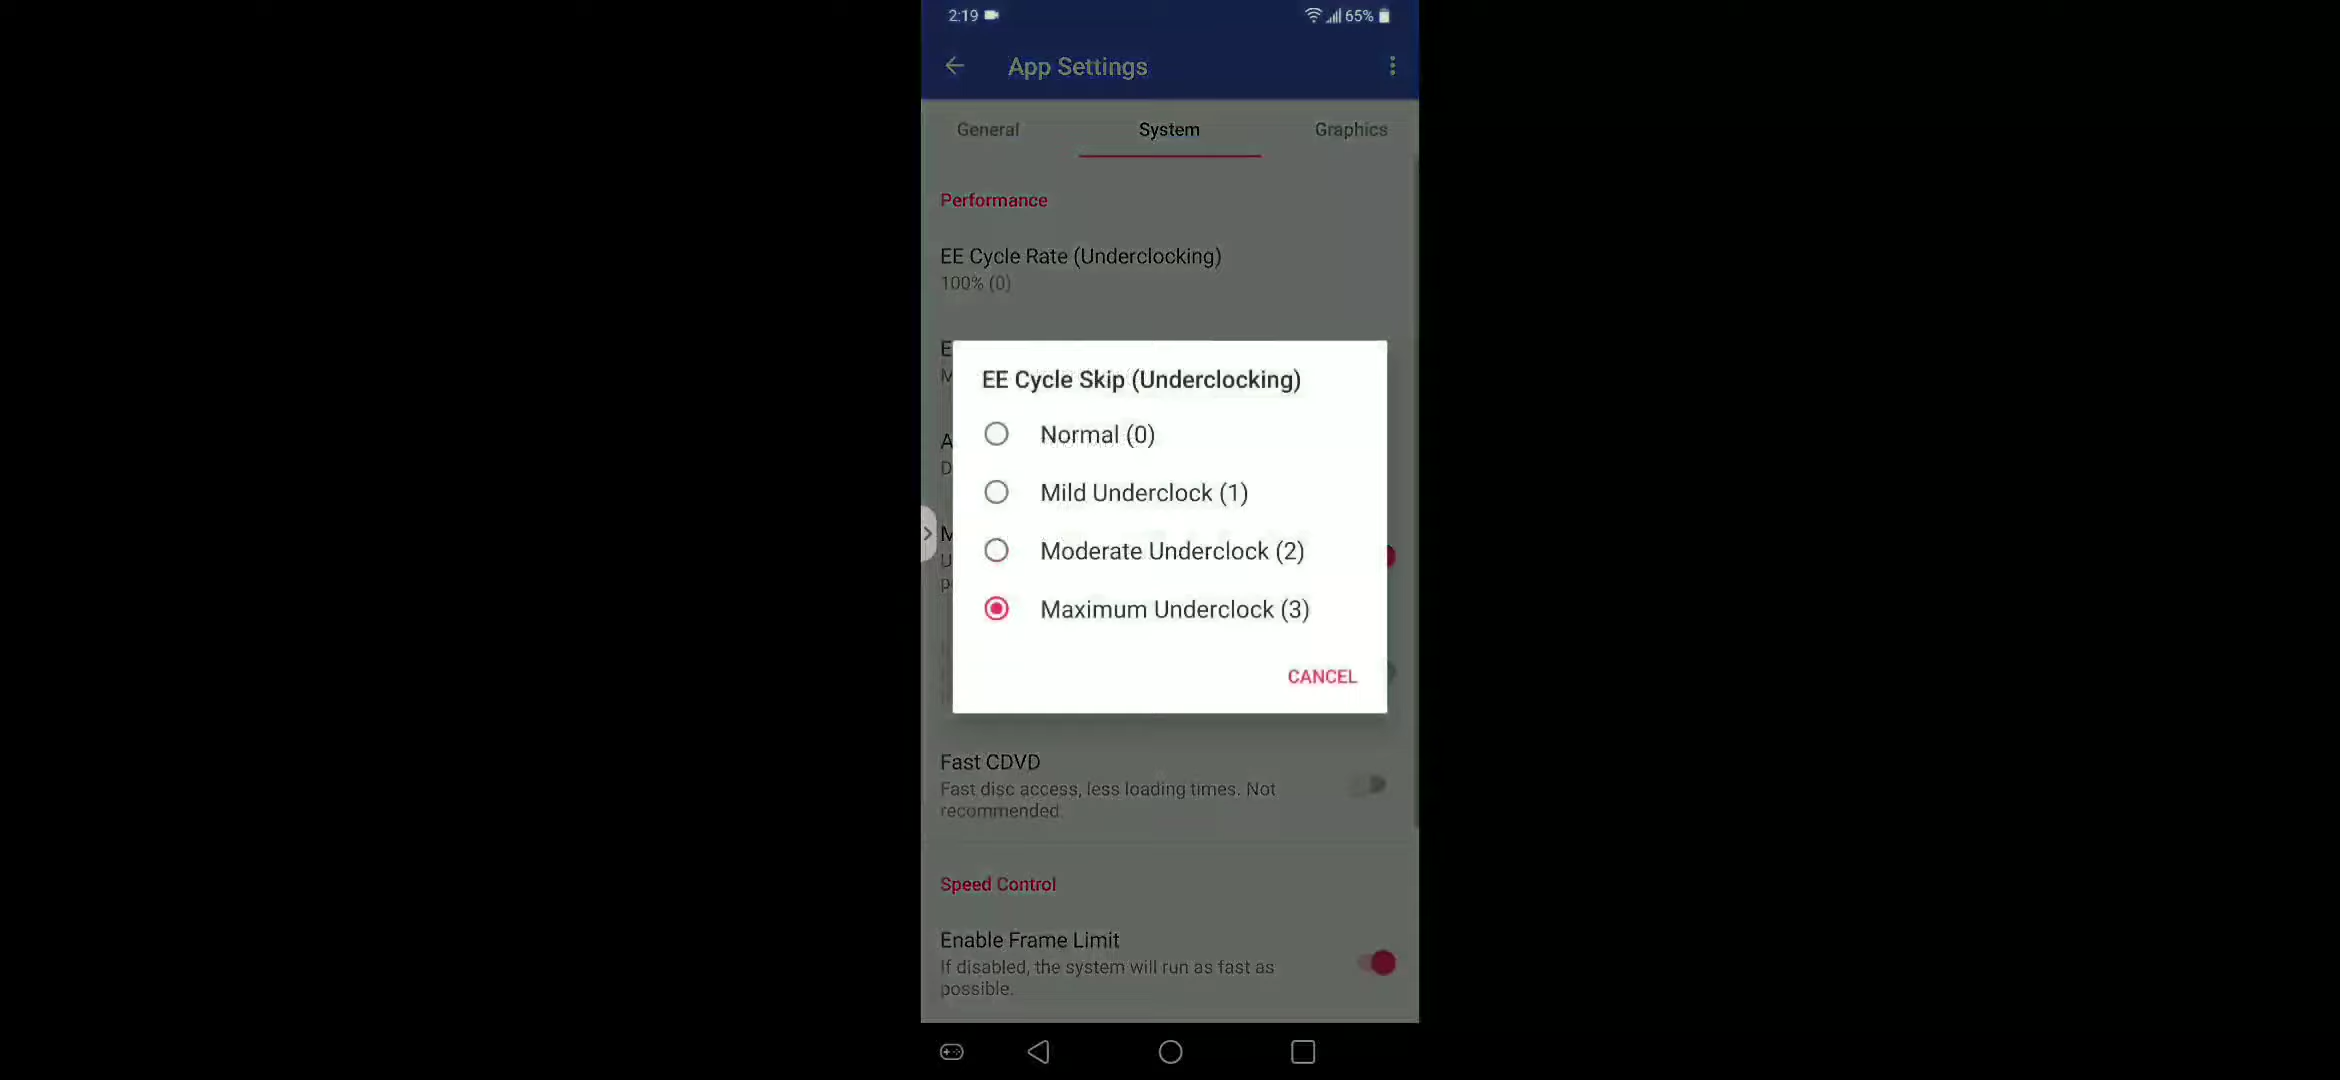 2:19
65%
App Settings
General
System
Graphics
Performance
EE Cycle Rate (Underclocking)
100% (0)
EE Cycle Skip (Underclocking)
Normal (0)
Mild Underclock (1)
Moderate Underclock (2)
Maximum Underclock (3)
CANCEL
Fast CDVD
Fast disc access, less loading times. Not
recommended.
Speed Control
Enable Frame Limit
If disabled, the system will run as fast as
possible.